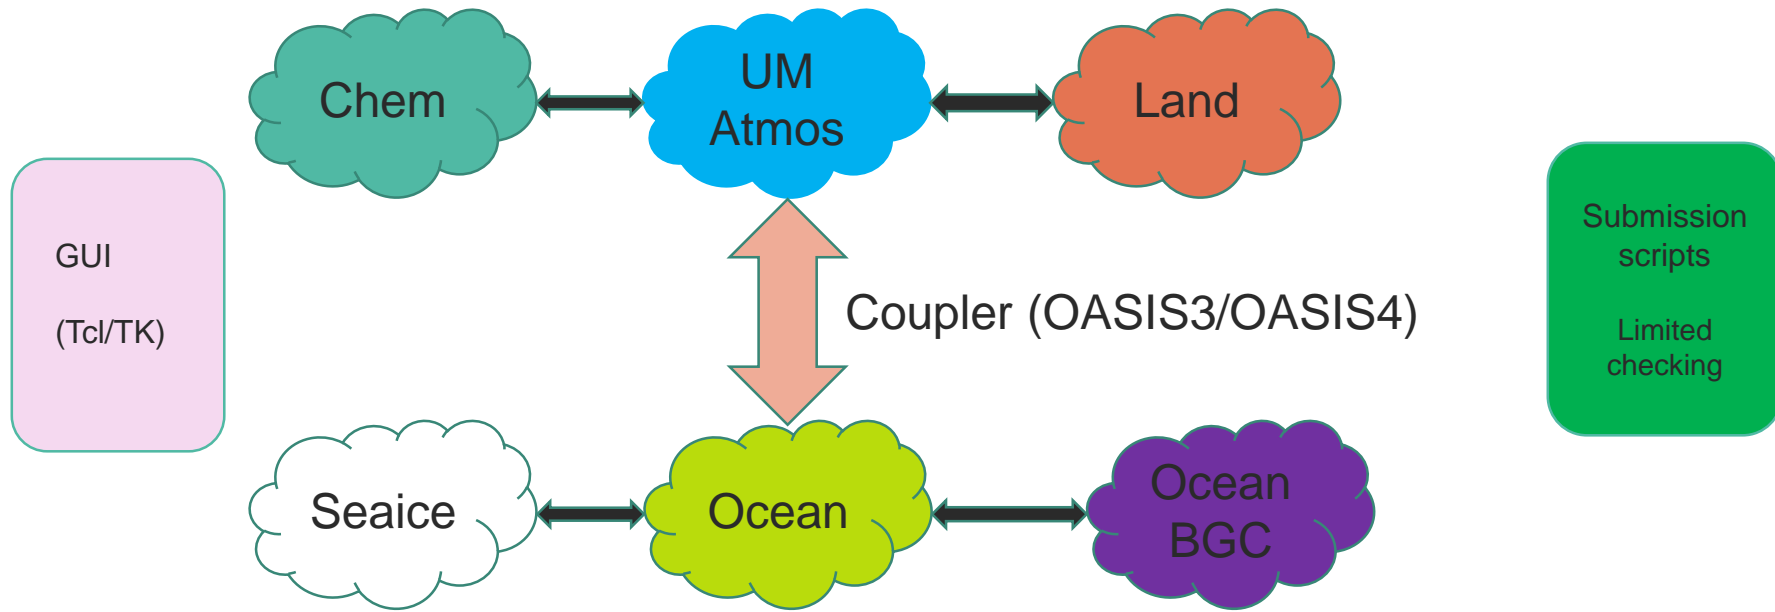 Chem
UM
Atmos
Land
GUI
(Tcl/TK)
Coupler (OASIS3/OASIS4)
Submission
scripts
Limited
checking
Seaice
Ocean
Ocean
BGC